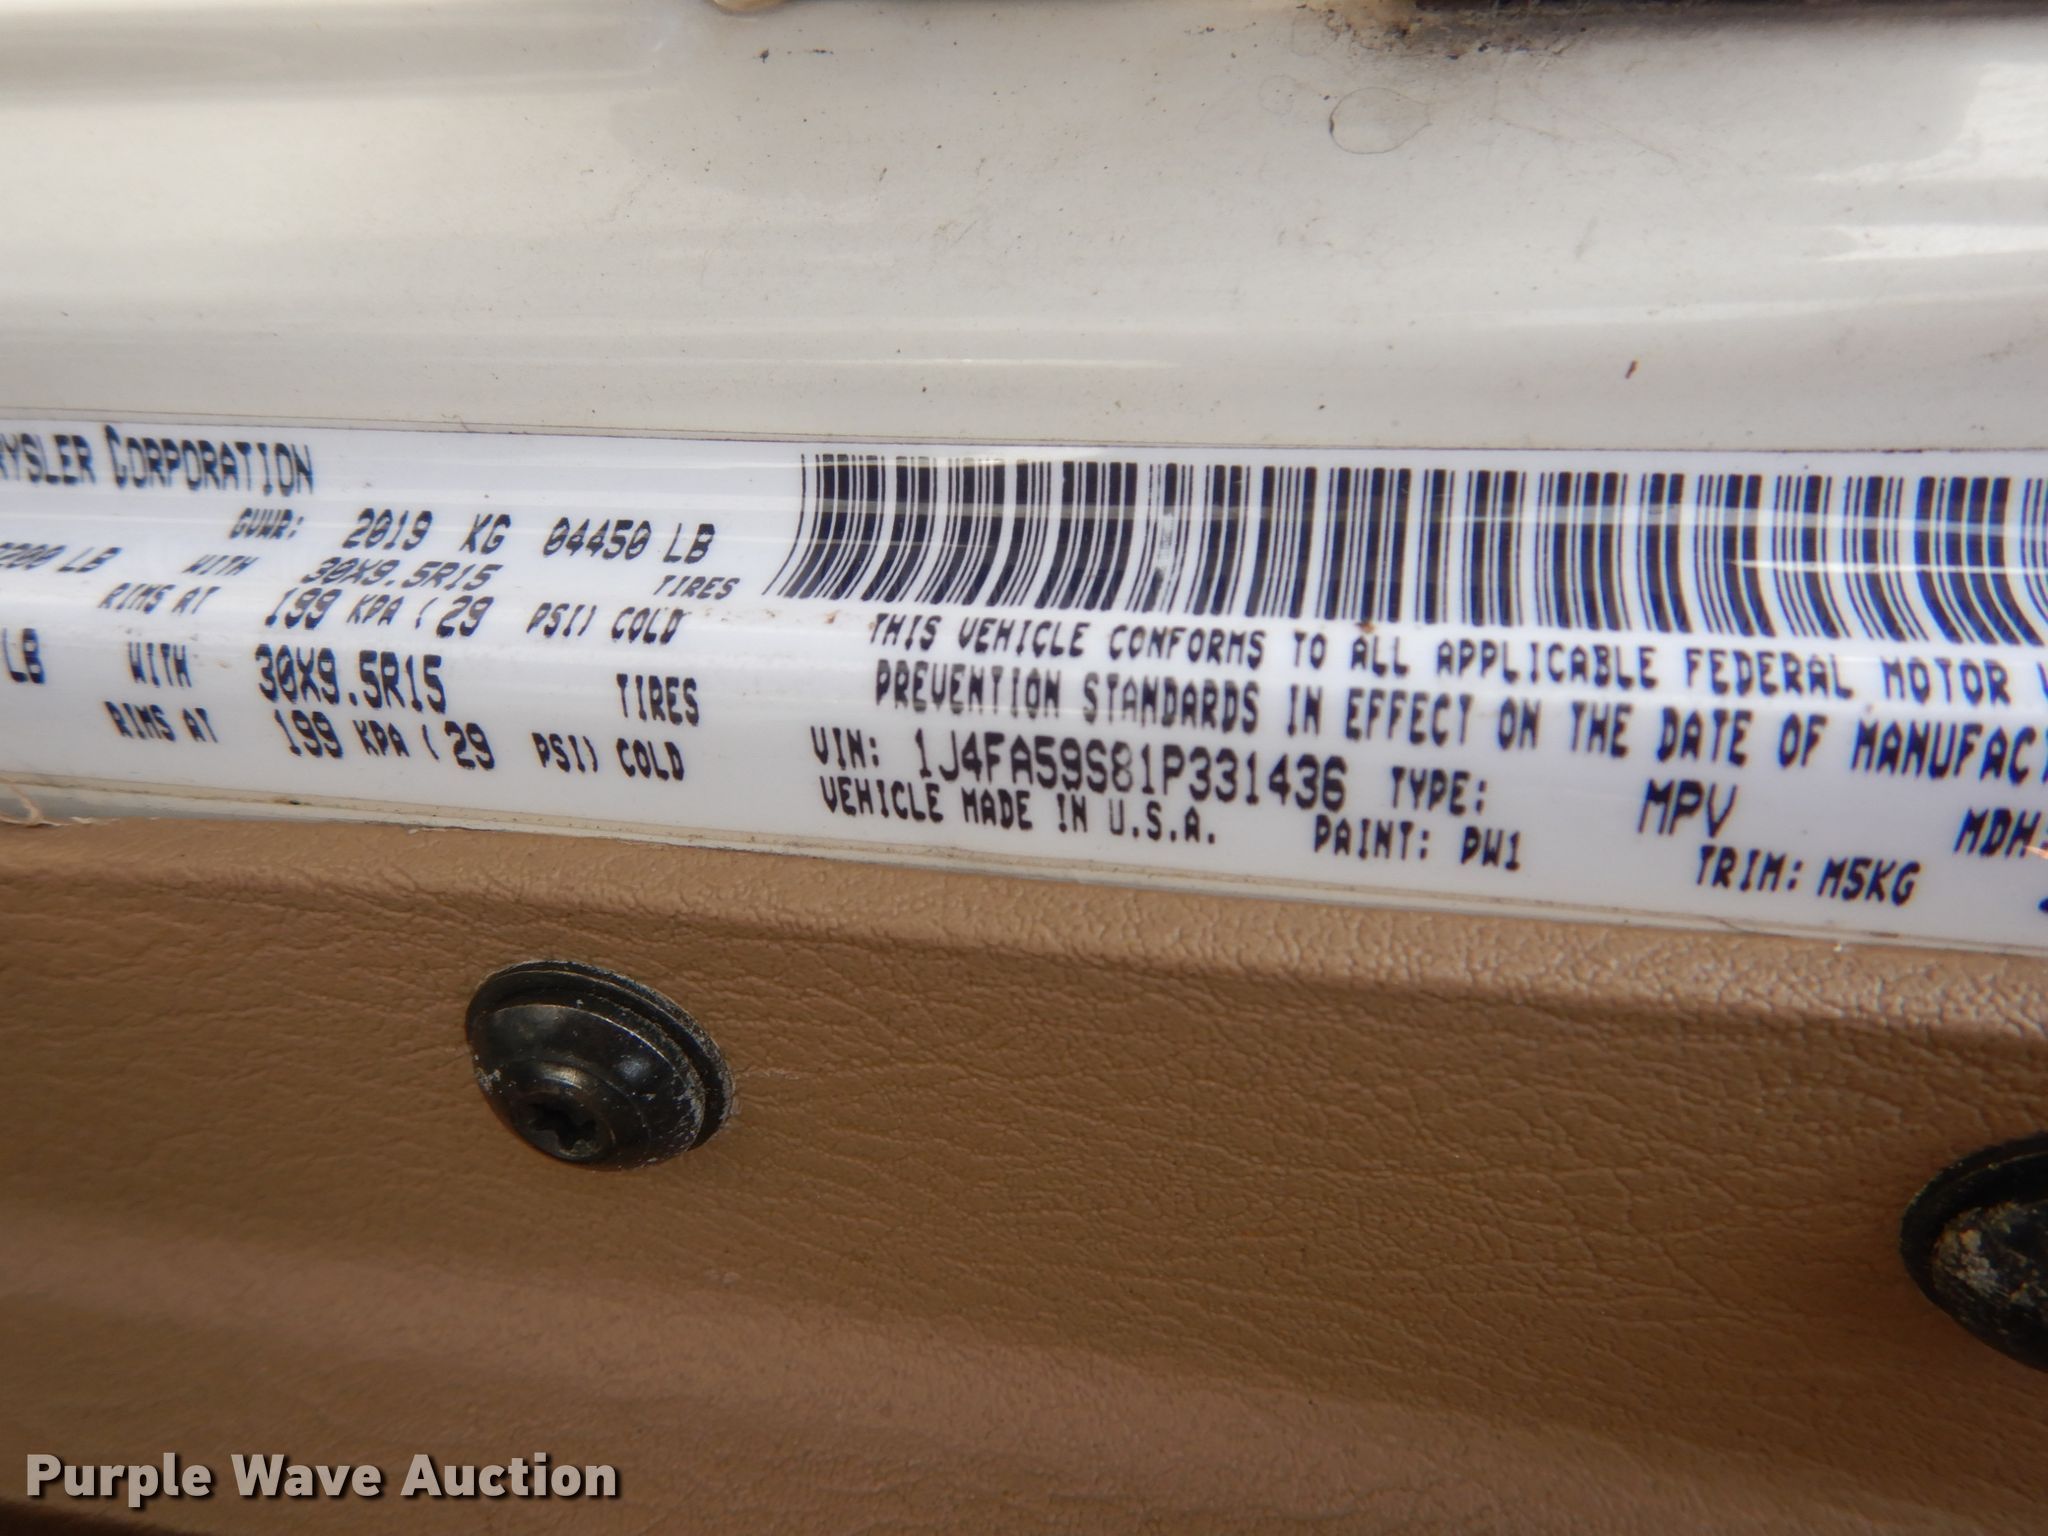 RYSLER CORPORATION
GVWR: 2019 KG 04450 LB
200 LB WITH 30X9.5R15 TIRES
RIMS AT 199 KPA ( 29 PSI) COLD
LB WITH 30X9.5R15 TIRES
RIMS AT 199 KPA ( 29 PSI) COLD
THIS VEHICLE CONFORMS TO ALL APPLICABLE FEDERAL MOTOR V
PREVENTION STANDARDS IN EFFECT ON THE DATE OF MANUFACT
VIN: 1J4FA59S81P331436 TYPE: MPV MDH:
VEHICLE MADE IN U.S.A. PAINT: PW1 TRIM: M5KG
Purple Wave Auction